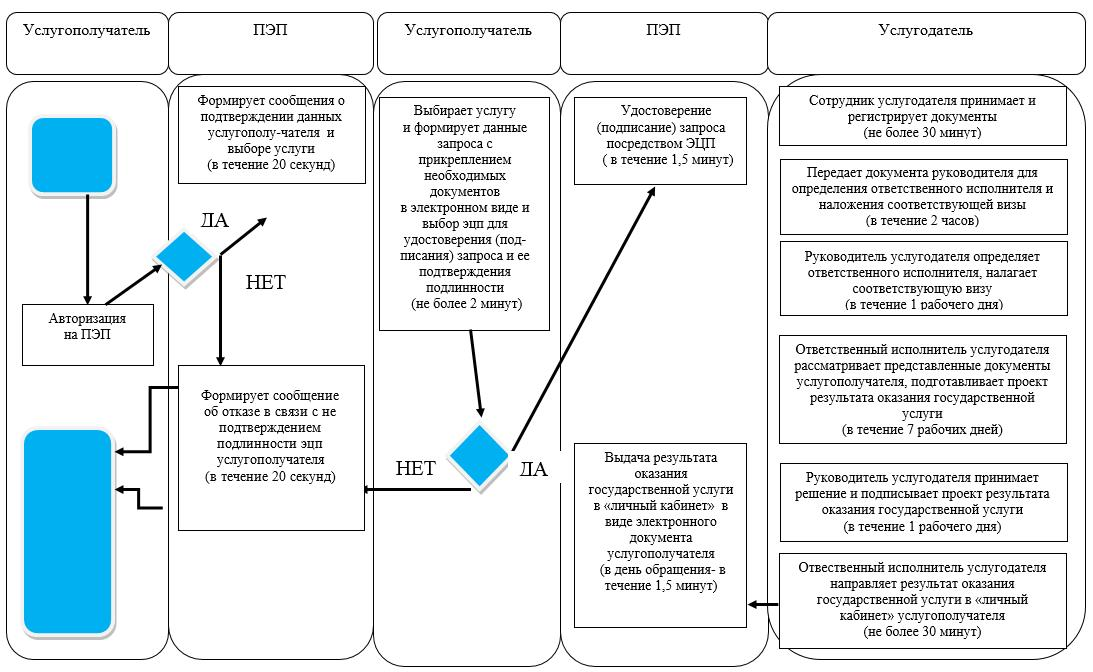 Услугополучатель
ПЭП
Услугополучатель
ПЭП
Услугодатель
Формирует сообщения о
подтверждении данных
услугополу-чателя и
выборе услуги
(в течение 20 секунд)
ДА
НЕТ
Авторизация
на ПЭП
Формирует сообщение
об отказе в связи с не
подтверждением
подлинности эцп
услугополучателя
(в течение 20 секунд)
Выбирает услугу
и формирует данные
запроса с
прикреплением
необходимых
документов
в электронном виде и
выбор эцп для
удостоверения (под-
писания) запроса и ее
подтверждения
подлинности
(не более 2 минут)
НЕТ
ДА
Удостоверение
(подписание) запроса
посредством ЭЦП
( в течение 1,5 минут)
Выдача результата
оказания
государственной услуги
в «личный кабинет» в
виде электронного
документа
услугополучателя
(в день обращения- в
течение 1,5 минут)
Сотрудник услугодателя принимает и
регистрирует документы
(не более 30 минут)
Передает документа руководителя для
определения ответственного исполнителя и
наложения соответствующей визы
(в течение 2 часов)
Руководитель услугодателя определяет
ответственного исполнителя, налагает
соответствующую визу
(в течение 1 рабочего дня)
Ответственный исполнитель услугодателя
рассматривает представленные документы
услугополучателя, подготавливает проект
результата оказания государственной
услуги
(в течение 7 рабочих дней)
Руководитель услугодателя принимает
решение и подписывает проект результата
оказания государственной услуги
(в течение 1 рабочего дня)
Отвественный исполнитель услугодателя
направляет результат оказания
государственной услуги в «личный
кабинет» услугополучателя
(не более 30 минут)